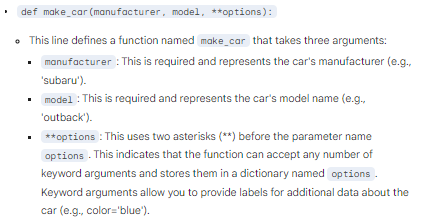 • def make_car(manufacturer, model, **options):
◦ This line defines a function named make_car that takes three arguments:
▪ manufacturer : This is required and represents the car's manufacturer (e.g.,
'subaru').
▪ model : This is required and represents the car's model name (e.g.,
'outback').
▪ **options : This uses two asterisks (**) before the parameter name
options . This indicates that the function can accept any number of
keyword arguments and stores them in a dictionary named options .
Keyword arguments allow you to provide labels for additional data about the
car (e.g., color='blue').